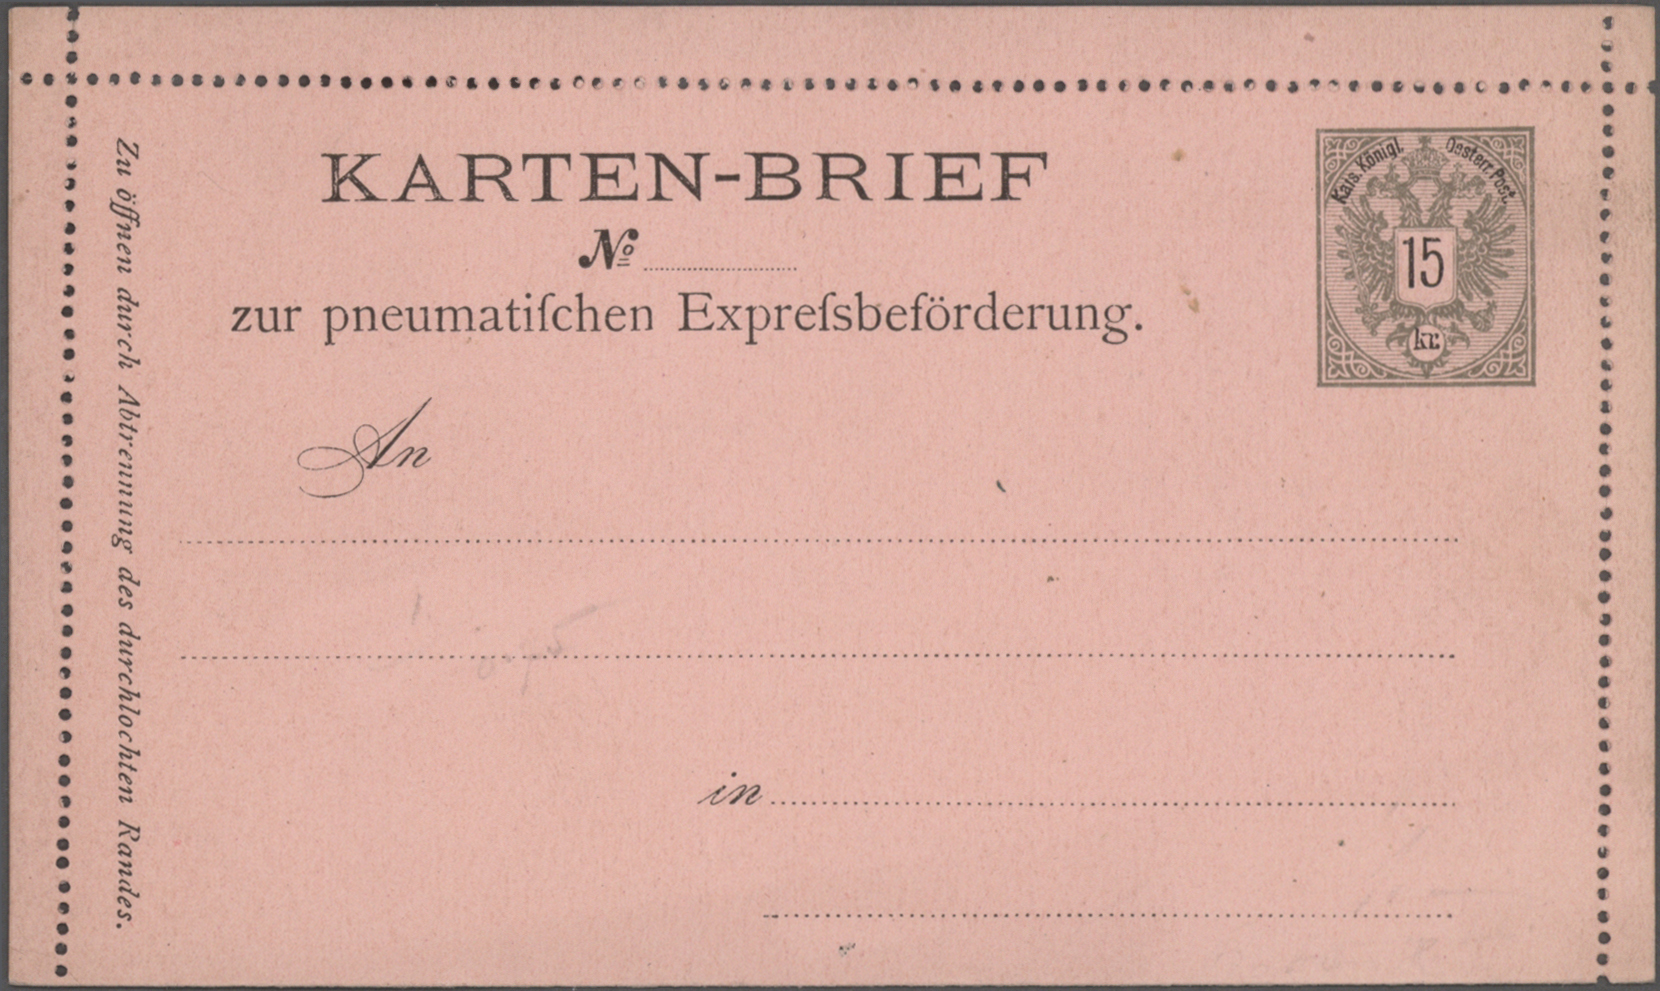 KARTEN-BRIEF
№
zur pneumatiſchen Expreſsbeförderung.
An
in
Zu öffnen durch Abtrennung des durchlochten Randes.
Kais. Königl. Oesterr. Post
15
kr.